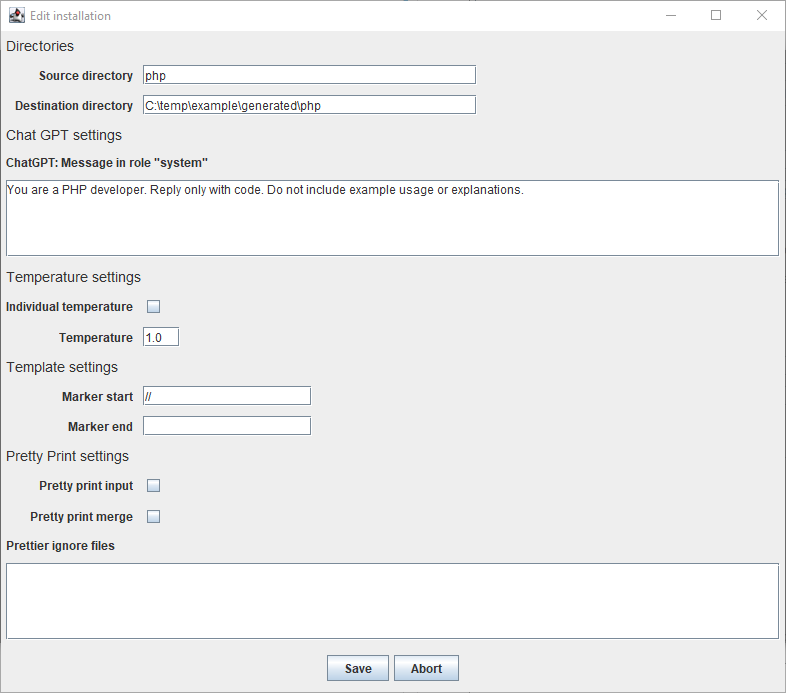 Edit installation
Directories
Source directory php
Destination directory C:\temp\example\generated\php
Chat GPT settings
ChatGPT: Message in role "system"
You are a PHP developer. Reply only with code. Do not include example usage or explanations.
Temperature settings
Individual temperature
Temperature 1.0
Template settings
Marker start //
Marker end
Pretty Print settings
Pretty print input
Pretty print merge
Prettier ignore files
Save Abort